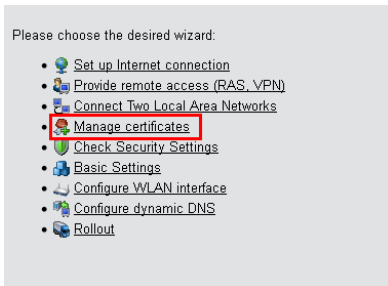 Please choose the desired wizard:
Set up Internet connection
Provide remote access (RAS, VPN)
Connect Two Local Area Networks
Manage certificates
Check Security Settings
Basic Settings
Configure WLAN interface
Configure dynamic DNS
Rollout